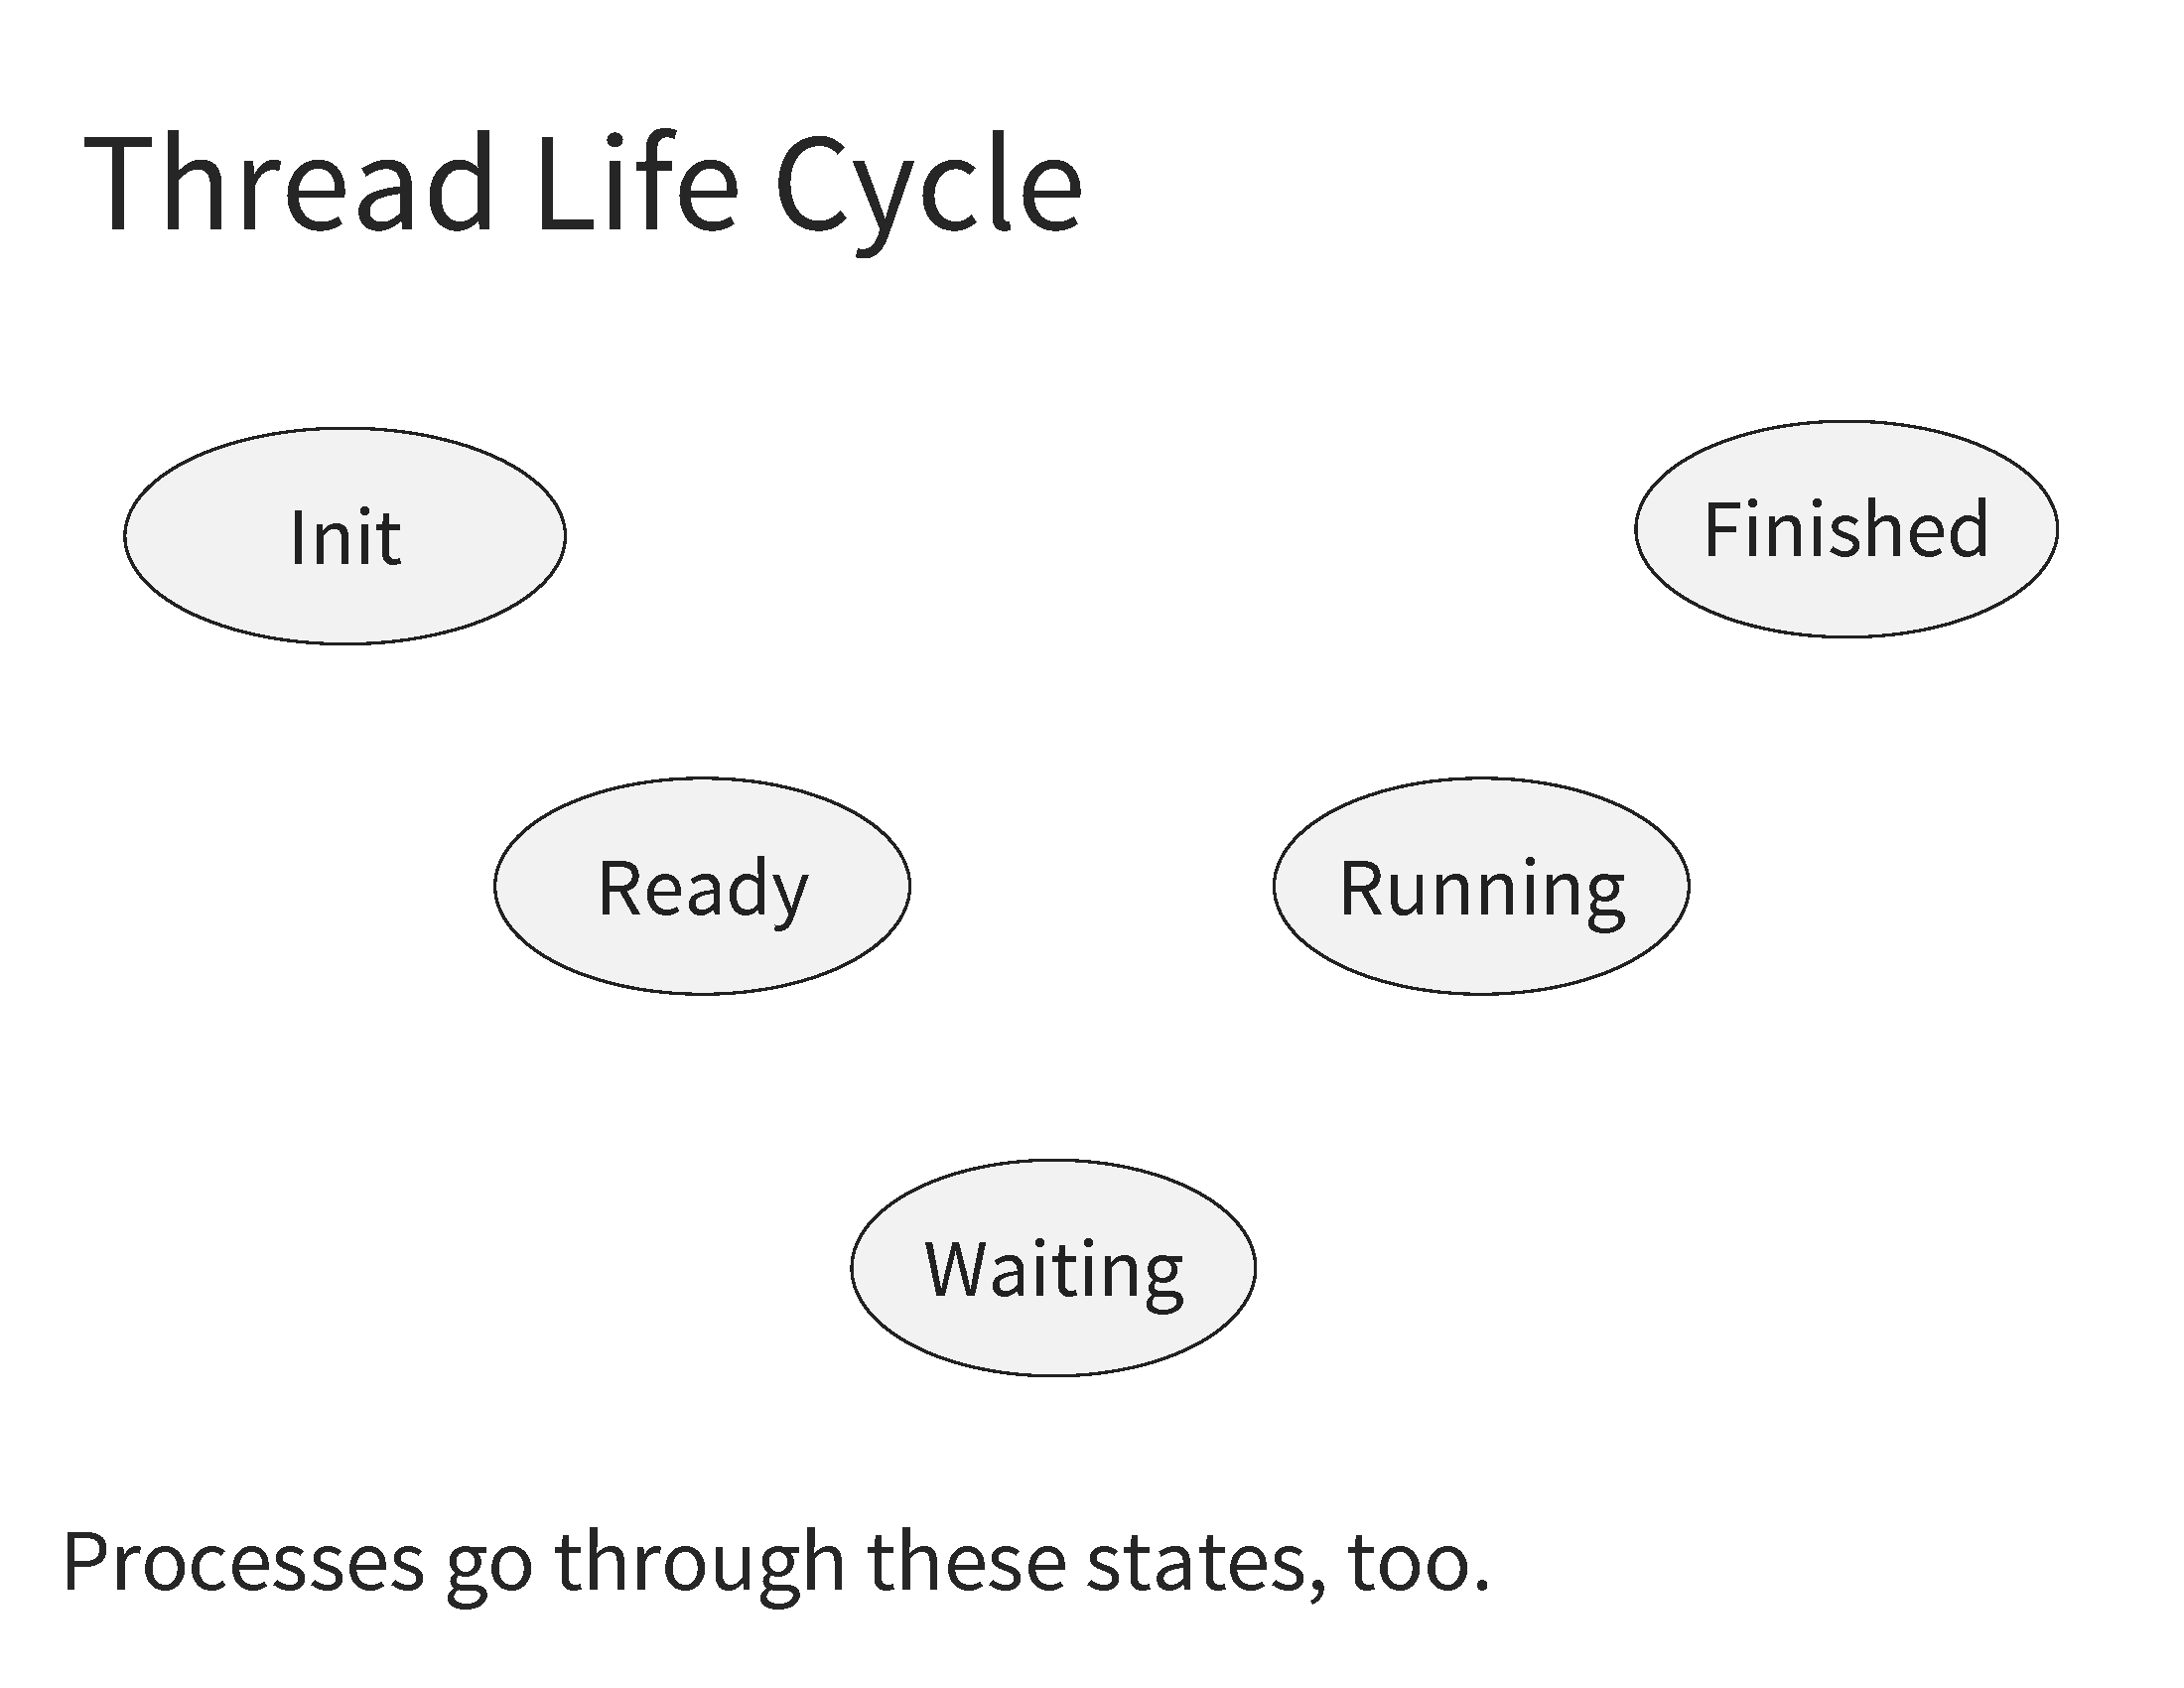 Thread Life Cycle
Init
Finished
Ready
Running
Waiting
Processes go through these states, too.